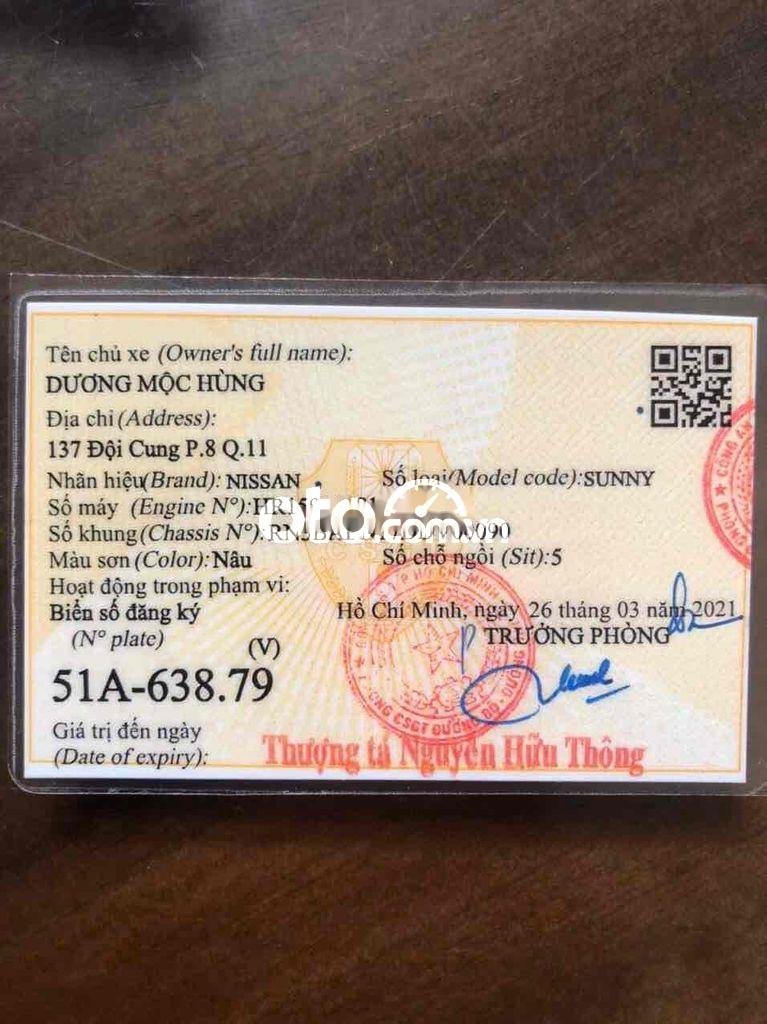 Tên chủ xe (Owner's full name):
DƯƠNG MỘC HÙNG
Địa chỉ (Address):
137 Đội Cung P.8 Q.11
Nhãn hiệu(Brand): NISSAN Số loại(Model code):SUNNY
Số máy (Engine N°):
Số khung(Chassis N°):
oto.com.vn
Màu sơn (Color):Nâu Số chỗ ngồi (Sit):5
Hoạt động trong phạm vi:
Biển số đăng ký Hồ Chí Minh, ngày 26 tháng 03 năm 2021
(N° plate) (V) TRƯỞNG PHÒNG
51A-638.79
Giá trị đến ngày
(Date of expiry):
Thượng tá Nguyễn Hữu Thông